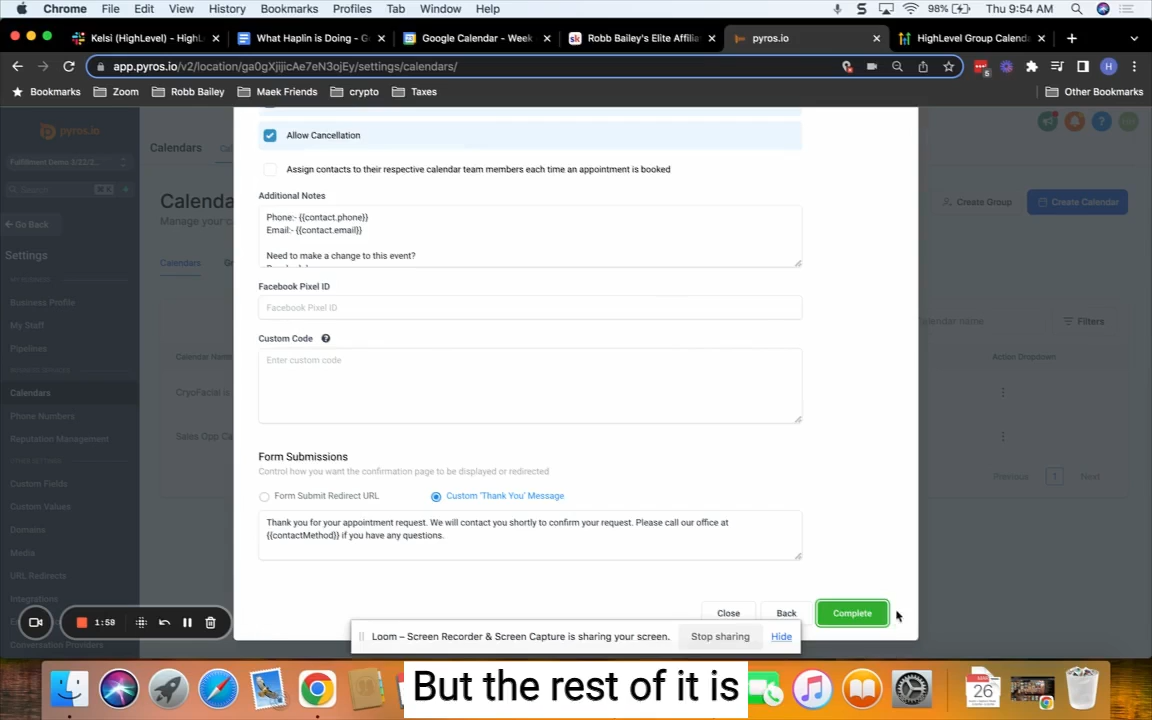 Chrome File Edit View History Bookmarks Profiles Tab Window Help 98% Thu 9:54 AM
Kelsi (HighLevel) - HighL What Haplin is Doing - G Google Calendar - Week Robb Bailey's Elite Affilia pyros.io HighLevel Group Calend
app.pyros.io/v2/location/ga0gXjijicAe7eN3ojEy/settings/calendars/
5
H
Bookmarks Zoom Robb Bailey Maek Friends crypto Taxes Other Bookmarks
pyros.io
Allow Cancellation
Calendars
Fulfillment Demo
Search ⌘ K
Assign contacts to their respective calendar team members each time an appointment is booked
Additional Notes
Calenda
Manage your c
Create Group
Create Calendar
Phone:- {{contact.phone}}
Email:- {{contact.email}}
Go Back
Need to make a change to this event?
Settings
Calendars
Facebook Pixel ID
Business Profile
Facebook Pixel ID
My Staff
alendar name
Filters
Custom Code
Pipelines
Calendar Name
Enter custom code
Action Dropdown
Calendars
CryoFacial is
Phone Numbers
Sales Opp Ca
Reputation Management
Form Submissions
Control how you want the confirmation page to be displayed or redirected
Previous 1 Next
Custom Fields
Form Submit Redirect URL
Custom 'Thank You' Message
Custom Values
Thank you for your appointment request. We will contact you shortly to confirm your request. Please call our office at
{{contactMethod}} if you have any questions.
Domains
Media
URL Redirects
Integrations
Close Back Complete
1:58
Loom – Screen Recorder & Screen Capture is sharing your screen. Stop sharing Hide
Conversation Providers
But the rest of it is
26